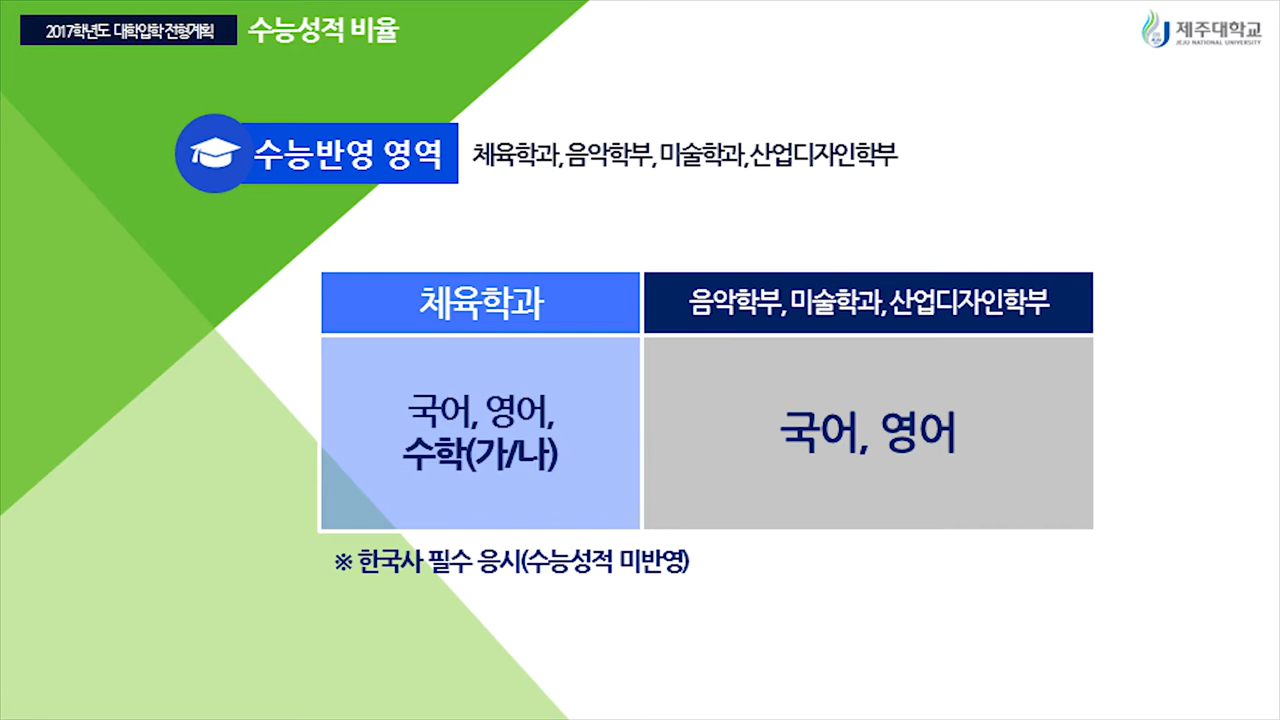 2017학년도 대학입학 전형계획
수능성적 비율
제주대학교
JEJU NATIONAL UNIVERSITY
수능반영 영역
체육학과, 음악학부, 미술학과, 산업디자인학부
체육학과
음악학부, 미술학과, 산업디자인학부
국어, 영어,
수학(가/나)
국어, 영어
※ 한국사 필수 응시(수능성적 미반영)